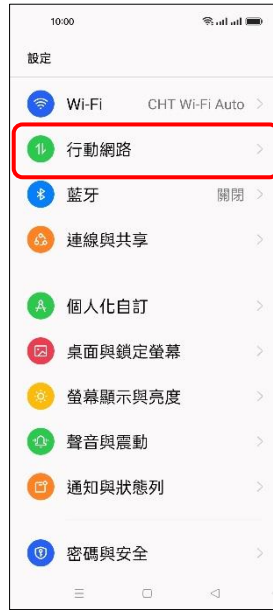 10:00
設定
Wi-Fi CHT Wi-Fi Auto
行動網路
藍牙 關閉
連線與共享
個人化自訂
桌面與鎖定螢幕
螢幕顯示與亮度
聲音與震動
通知與狀態列
密碼與安全